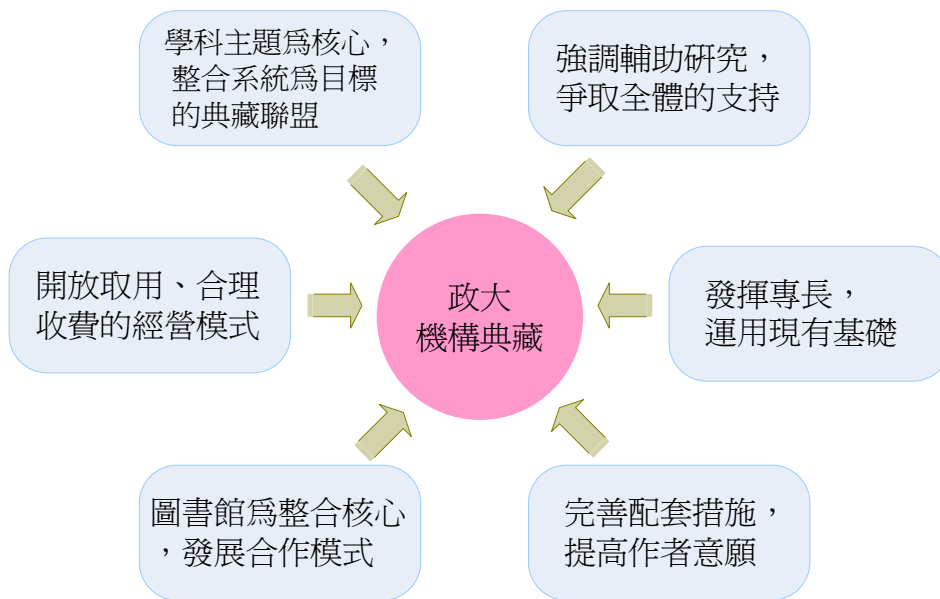 學科主題為核心，
整合系統為目標
的典藏聯盟
強調輔助研究，
爭取全體的支持
開放取用、合理
收費的經營模式
政大
機構典藏
發揮專長，
運用現有基礎
圖書館為整合核心
，發展合作模式
完善配套措施，
提高作者意願